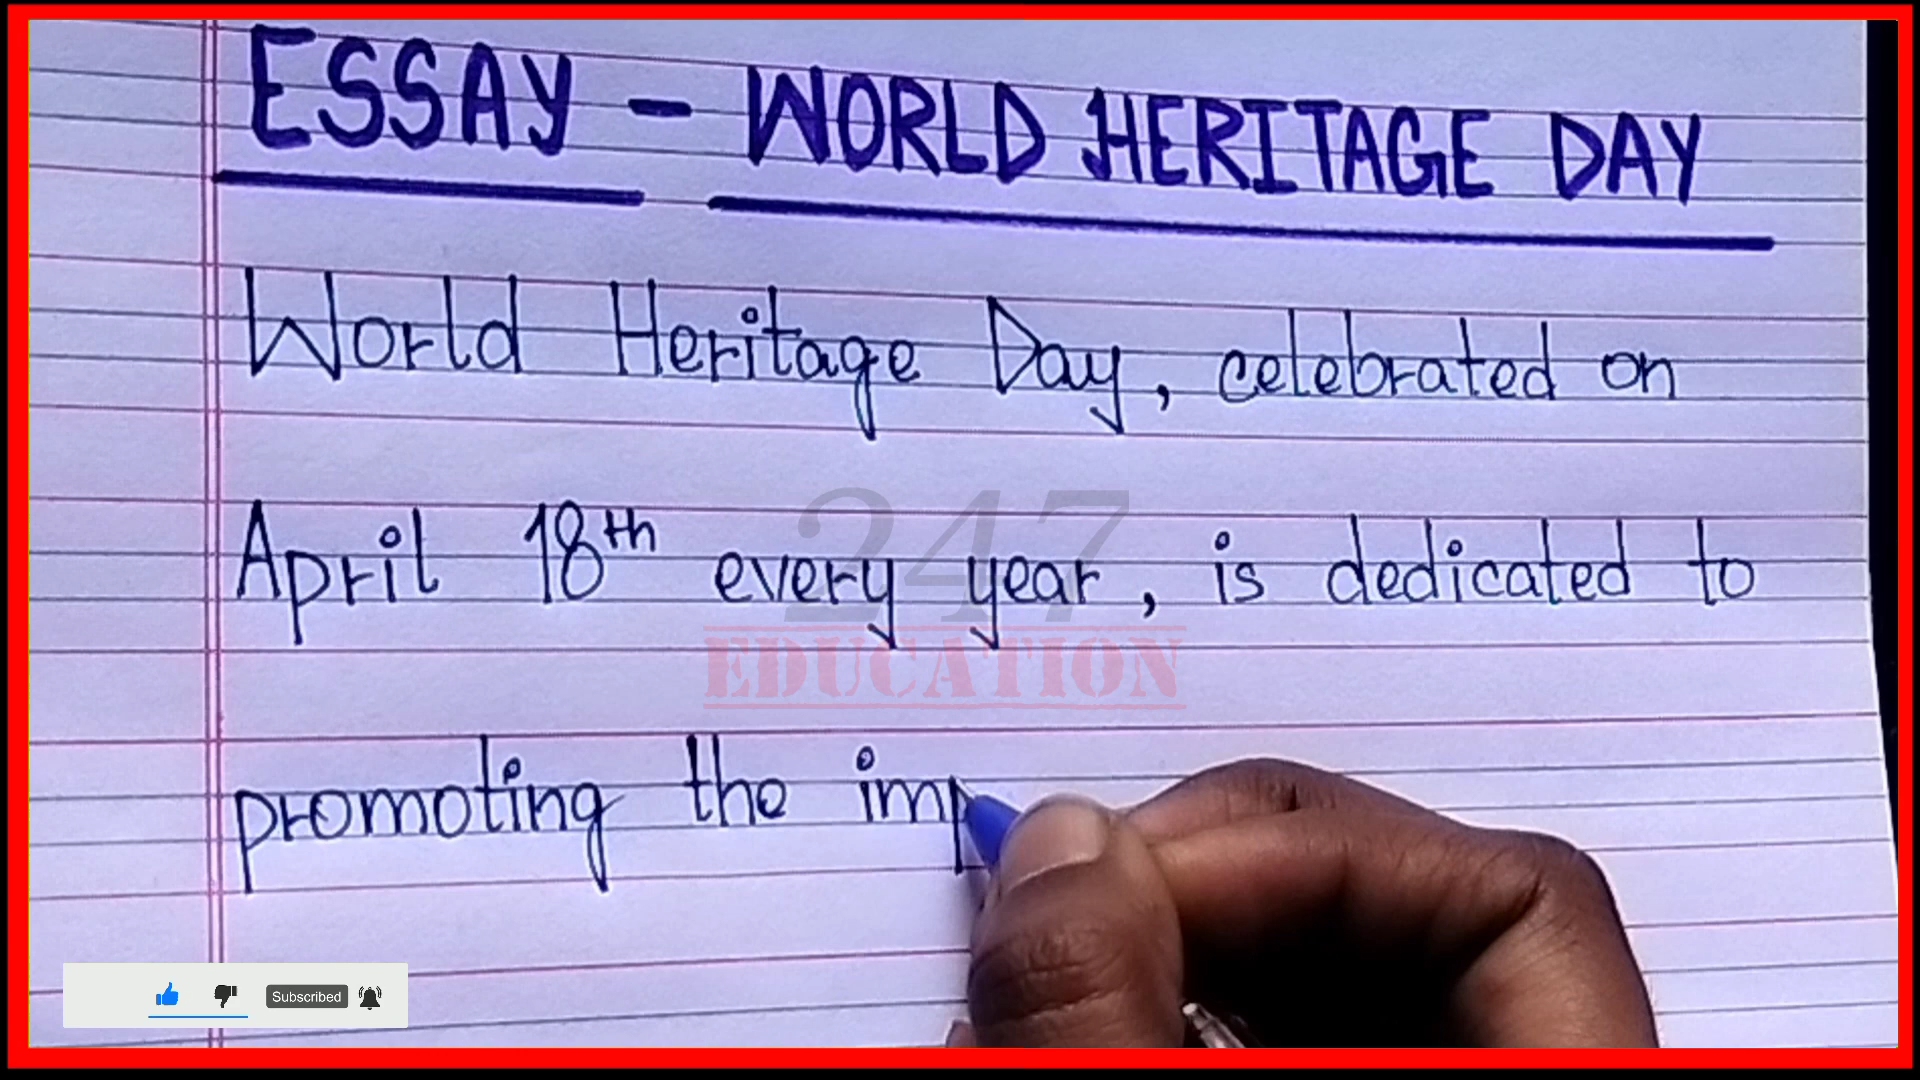 ESSAY - WORLD HERITAGE DAY
World Heritage Day, celebrated on
April 18th every year, is dedicated to
247
EDUCATION
promoting the imp
Subscribed